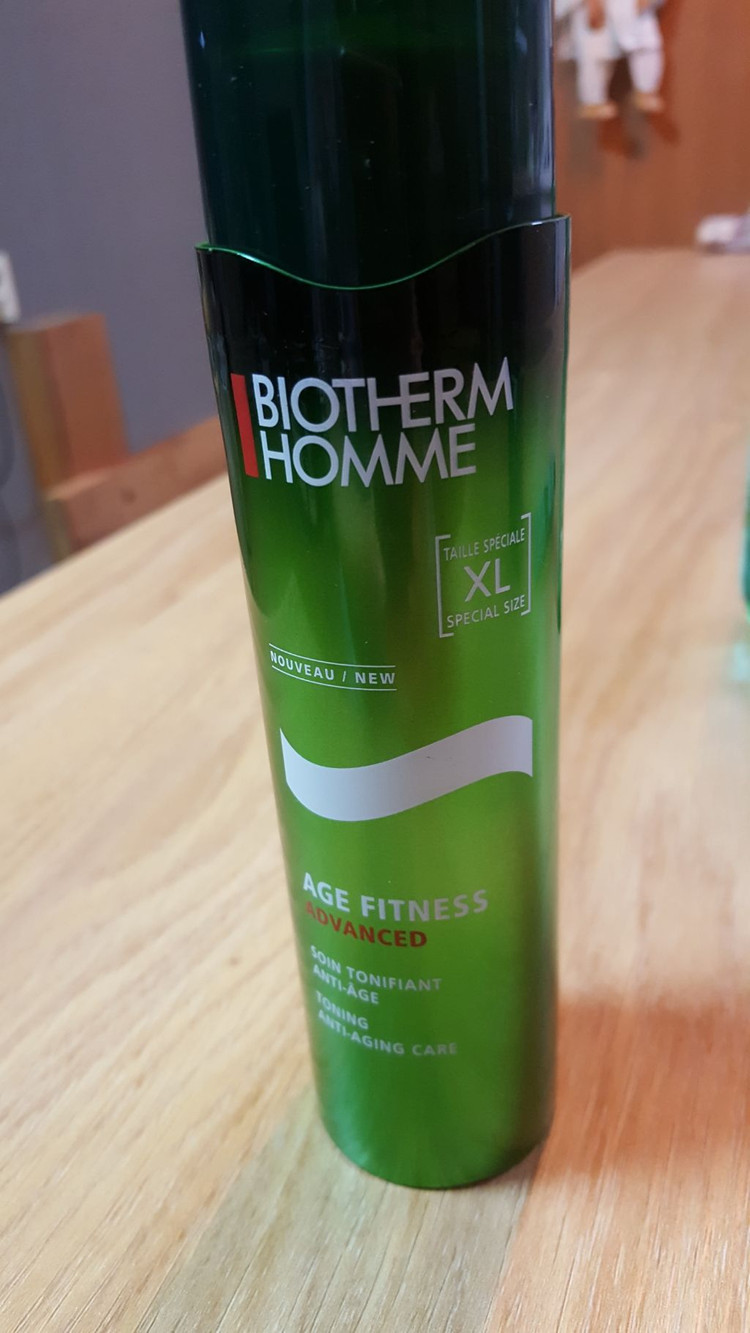 BIOTHERM
HOMME
TAILLE SPÉCIALE
XL
SPECIAL SIZE
NOUVEAU / NEW
AGE FITNESS
ADVANCED
SOIN TONIFIANT
ANTI-ÂGE
TONING
ANTI-AGING CARE